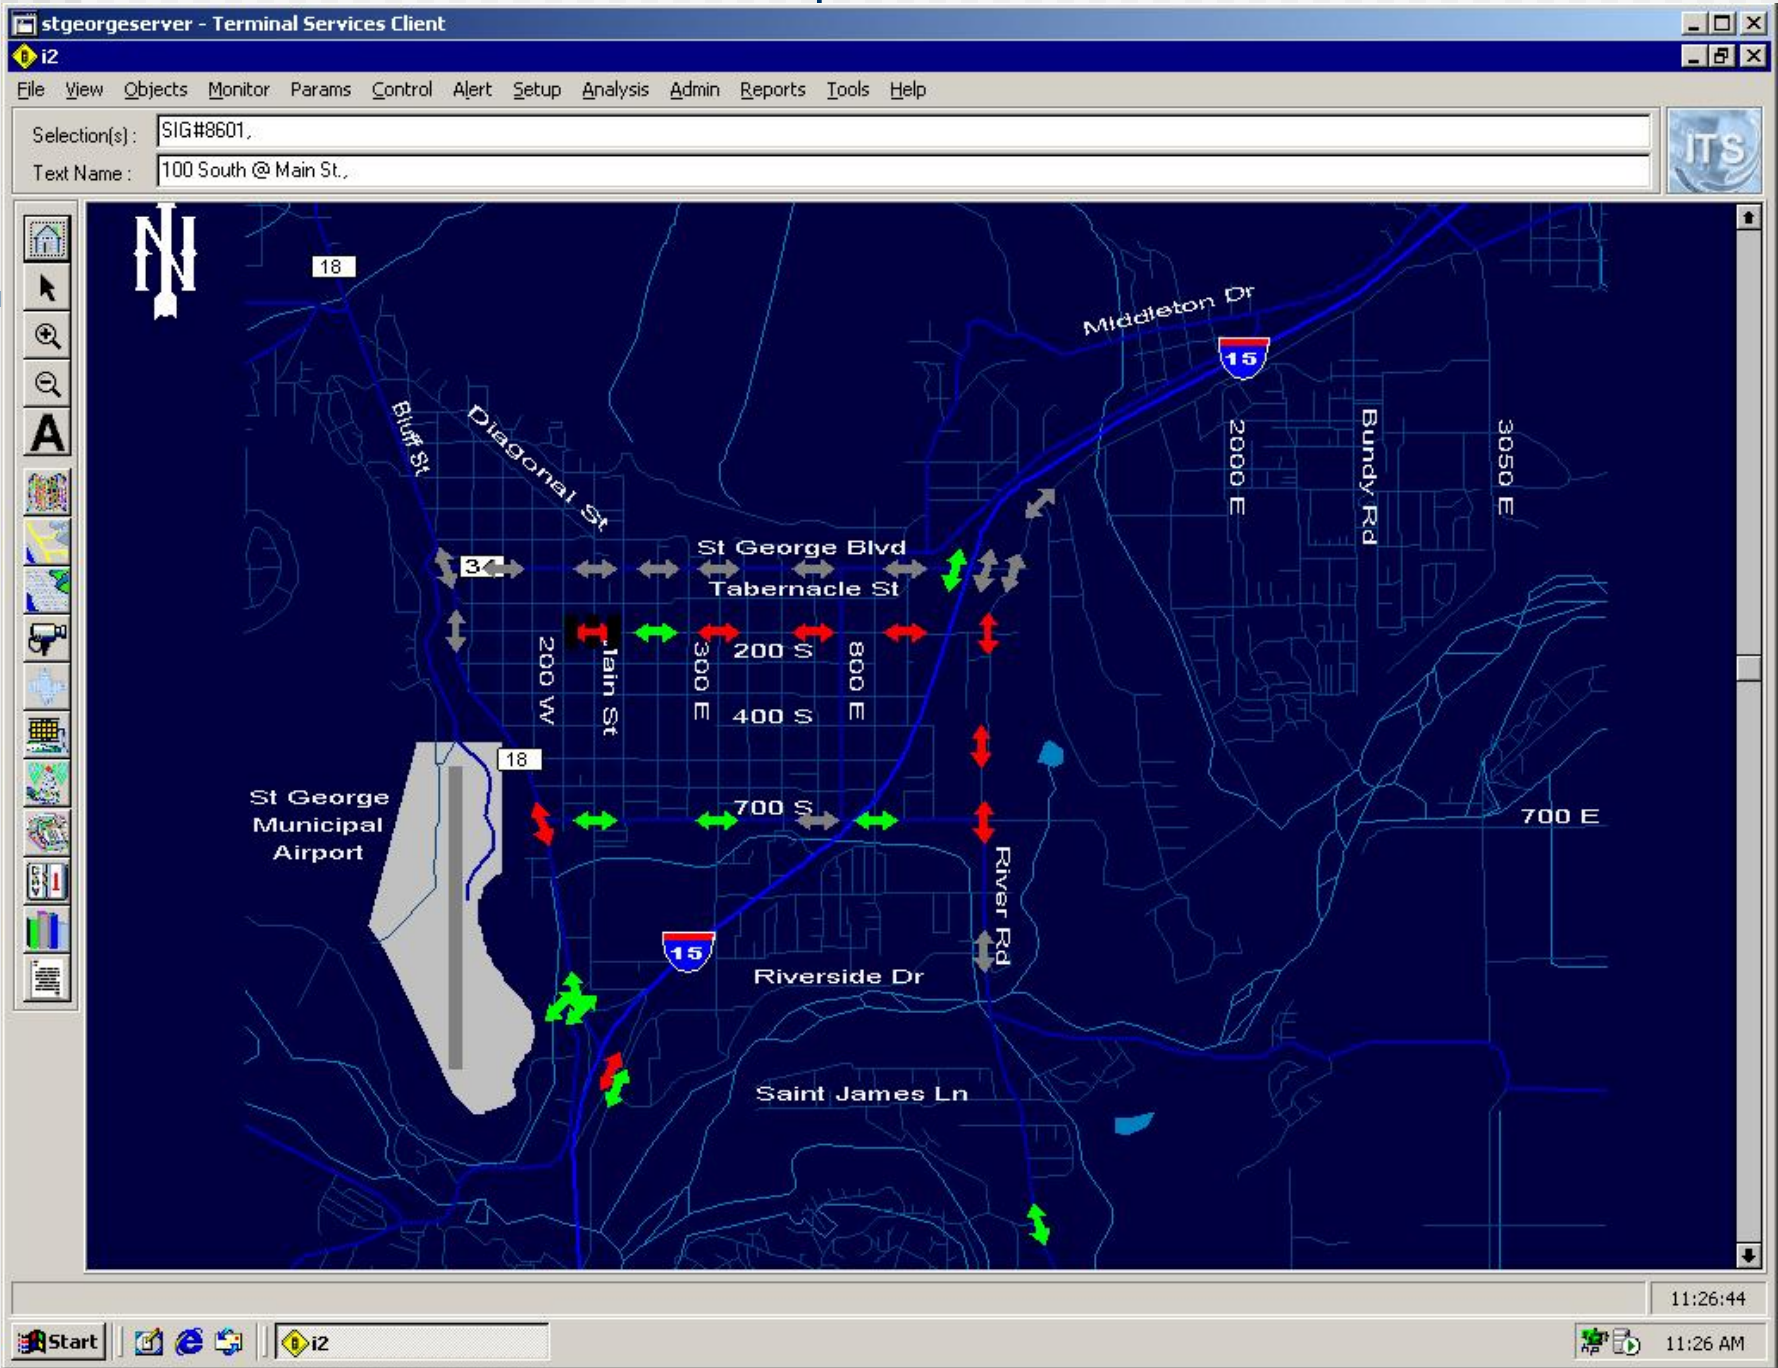 stgeorgeserver - Terminal Services Client
i2
File View Objects Monitor Params Control Alert Setup Analysis Admin Reports Tools Help
Selection(s) : SIG#8601,
Text Name : 100 South @ Main St.,
ITS
N
18
Middleton Dr
15
Bluff St
Diagonal St
2000 E
Bundy Rd
3050 E
St George Blvd
3
Tabernacle St
200 W
St
300 E
200 S
800 E
400 S
18
St George
Municipal
Airport
700 S
700 E
River Rd
15
Riverside Dr
Saint James Ln
11:26:44
Start
i2
11:26 AM